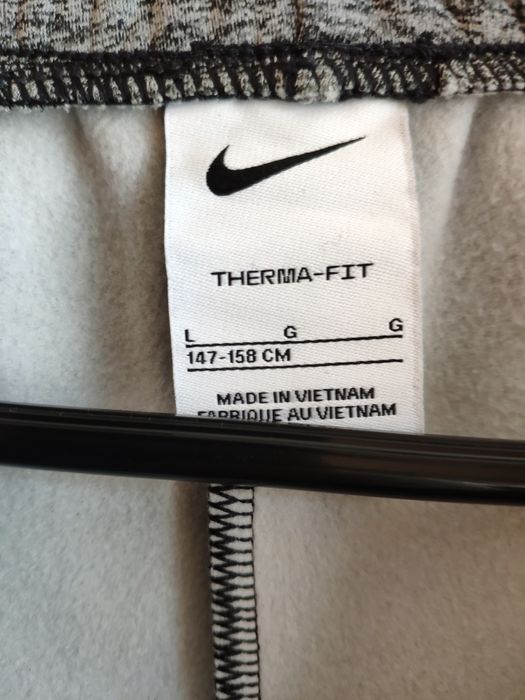 THERMA-FIT
L G G
147-158 CM
MADE IN VIETNAM
FABRIQUE AU VIETNAM